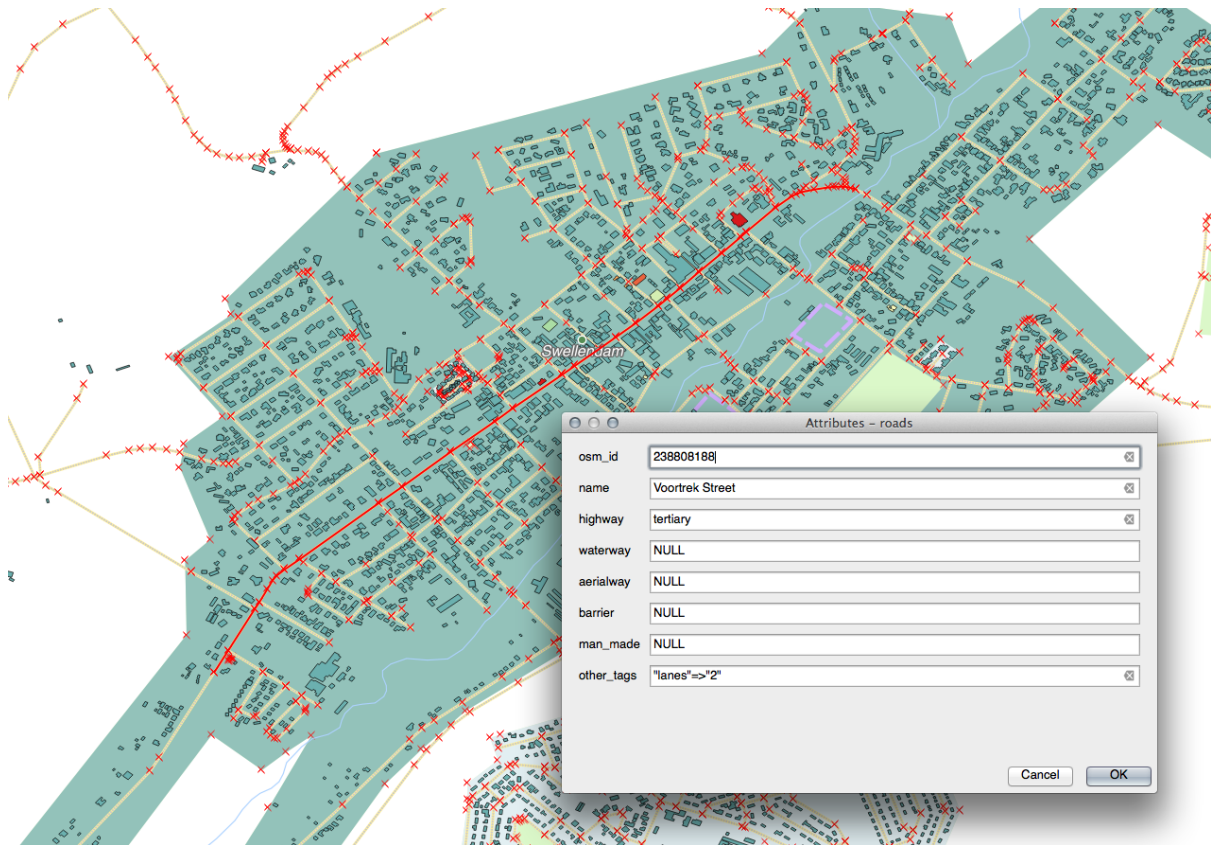 Swellendam
Attributes – roads
osm_id 238808188
name Voortrek Street
highway tertiary
waterway NULL
aerialway NULL
barrier NULL
man_made NULL
other_tags "lanes"=>"2"
Cancel OK